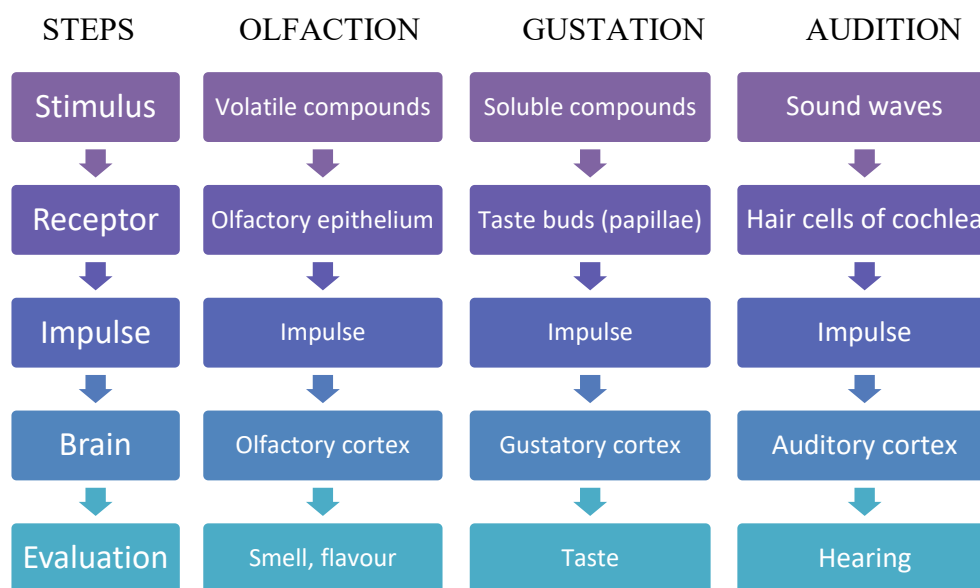 STEPS OLFACTION GUSTATION AUDITION
Stimulus Volatile compounds Soluble compounds Sound waves
Receptor Olfactory epithelium Taste buds (papillae) Hair cells of cochlea
Impulse Impulse Impulse Impulse
Brain Olfactory cortex Gustatory cortex Auditory cortex
Evaluation Smell, flavour Taste Hearing